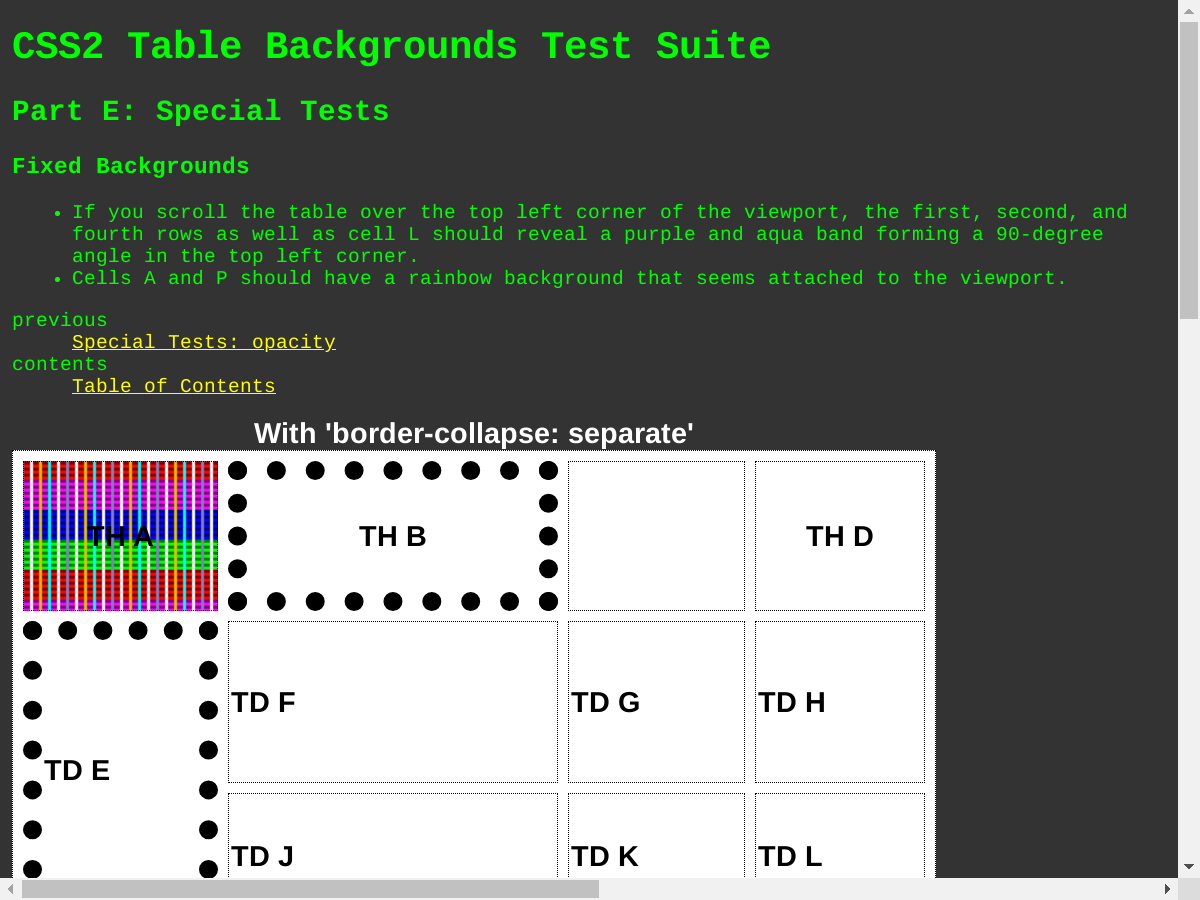 CSS2 Table Backgrounds Test Suite
Part E: Special Tests
Fixed Backgrounds
• If you scroll the table over the top left corner of the viewport, the first, second, and
fourth rows as well as cell L should reveal a purple and aqua band forming a 90-degree
angle in the top left corner.
• Cells A and P should have a rainbow background that seems attached to the viewport.
previous
Special Tests: opacity
contents
Table of Contents
With 'border-collapse: separate'
TH A
TH B
TH D
TD E
TD F
TD G
TD H
TD J
TD K
TD L